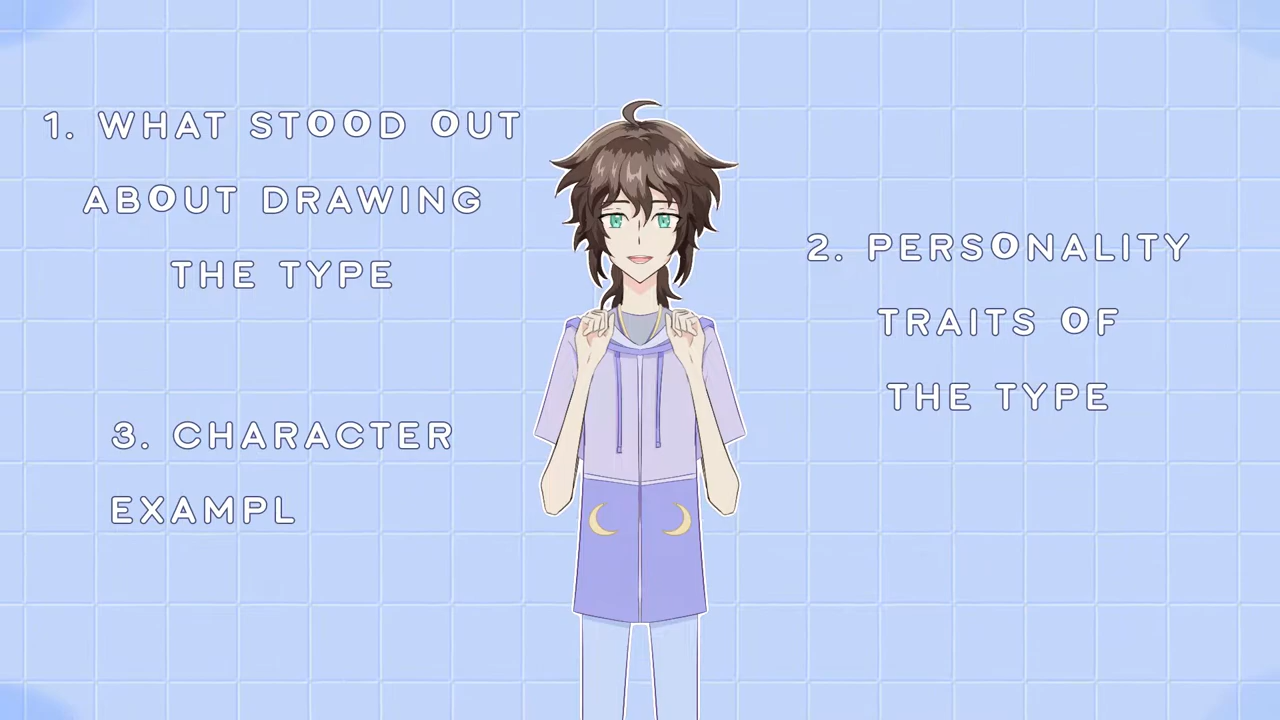 1. WHAT STOOD OUT
ABOUT DRAWING
THE TYPE
2. PERSONALITY
TRAITS OF
THE TYPE
3. CHARACTER
EXAMPL